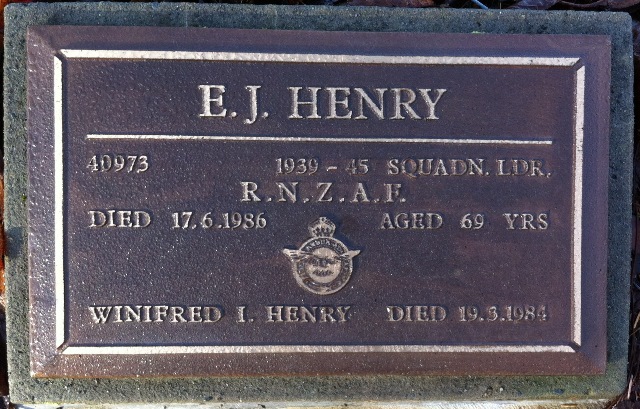 E. J. HENRY
40973 1939 - 45 SQUADN. LDR.
R. N. Z. A. F.
DIED 17. 6. 1986 AGED 69 YRS
WINIFRED I. HENRY DIED 19.3.1984